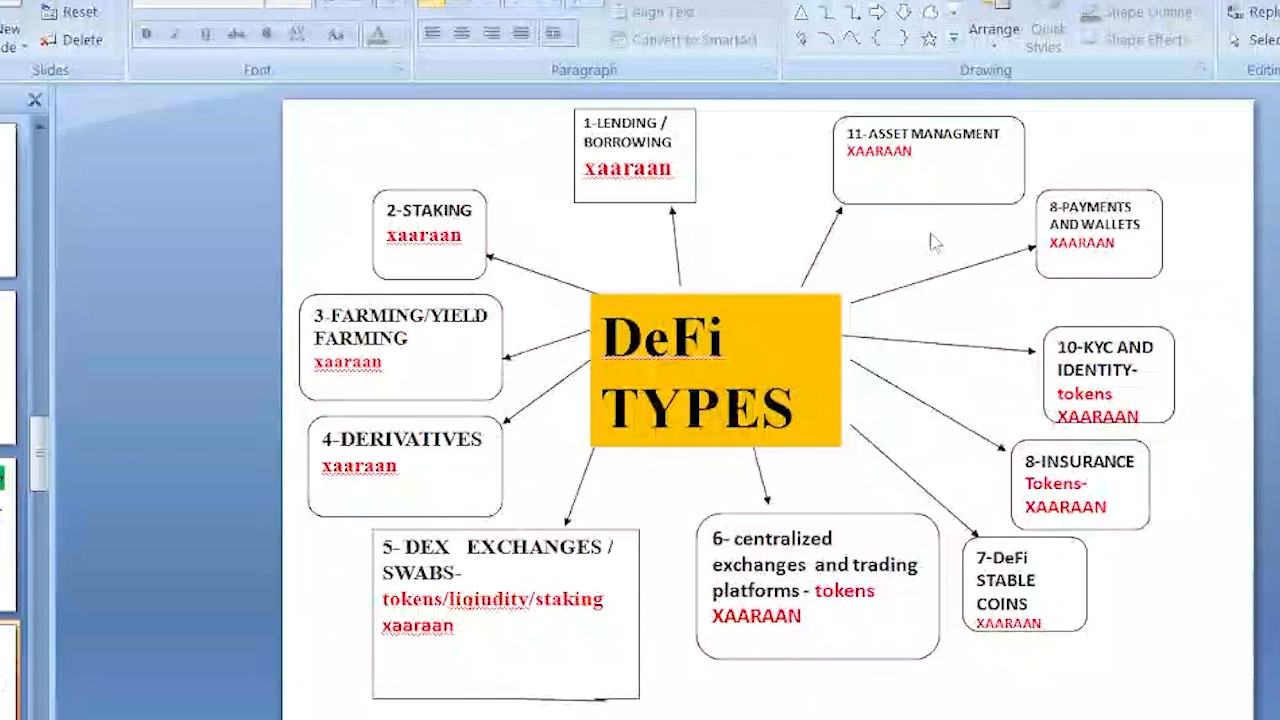 Reset
Delete
Slides
Font
Align Text
Convert to SmartArt
Paragraph
Arrange
Quick
Styles
Shape Outline
Shape Effects
Drawing
1-LENDING /
BORROWING
xaaraan
11-ASSET MANAGMENT
XAARAAN
2-STAKING
xaaraan
8-PAYMENTS
AND WALLETS
XAARAAN
3-FARMING/YIELD
FARMING
xaaraan
DeFi
TYPES
10-KYC AND
IDENTITY-
tokens
XAARAAN
4-DERIVATIVES
xaaraan
8-INSURANCE
Tokens-
XAARAAN
5- DEX EXCHANGES /
SWABS-
tokens/liqiudity/staking
xaaraan
6- centralized
exchanges and trading
platforms - tokens
XAARAAN
7-DeFi
STABLE
COINS
XAARAAN